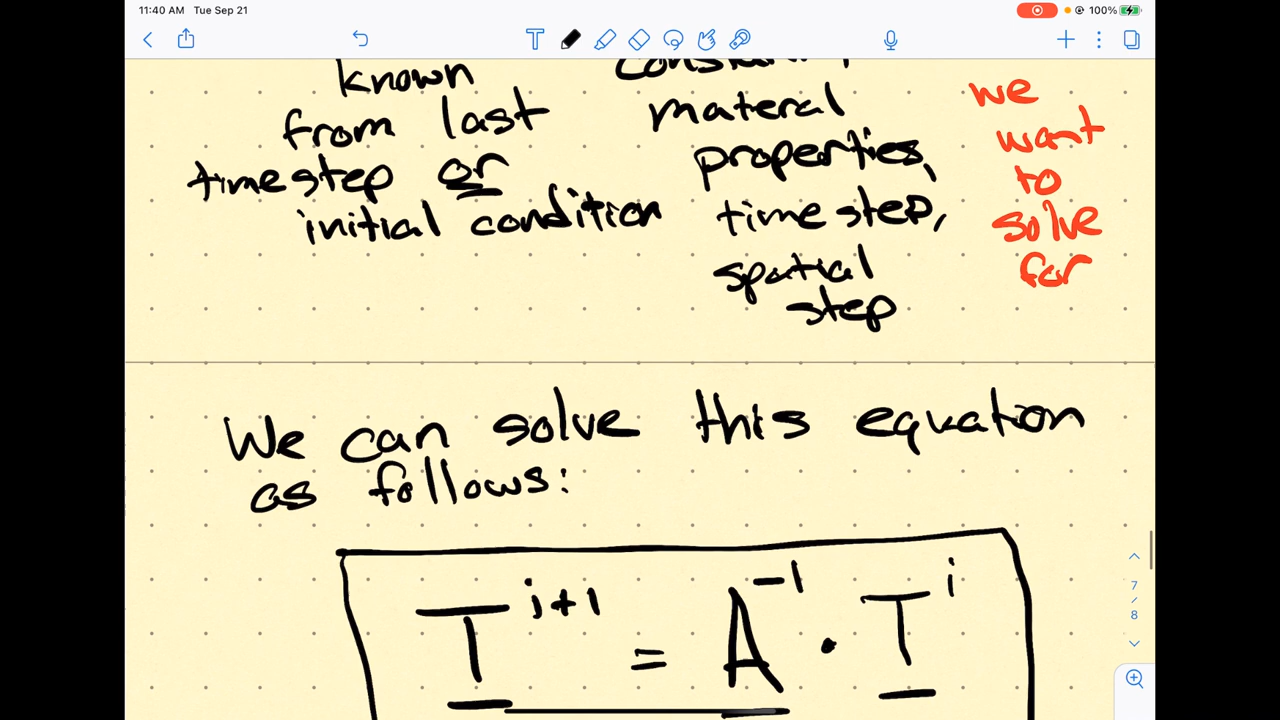 11:40 AM Tue Sep 21
100%
known
from last
timestep or
initial condition
materal
properties,
time step,
spatial
step
we
want
to
solve
for
We can solve this equation
as follows:
T^{i+1} = A^{-1} · T^{i}
7
/
8